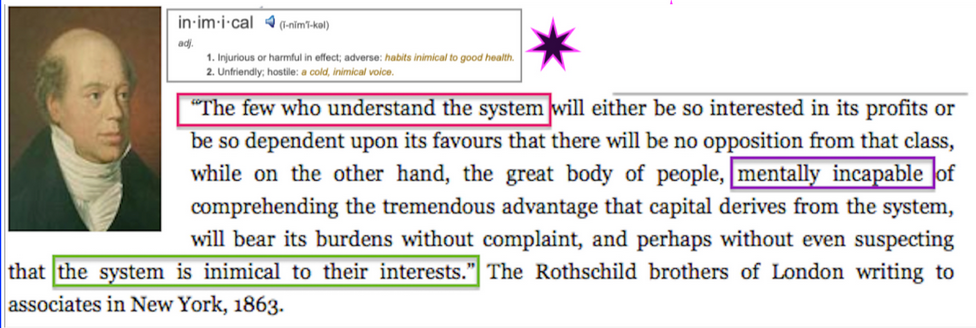 in·im·i·cal (ĭ-nĭm′ĭ-kəl)
adj.
1. Injurious or harmful in effect; adverse: habits inimical to good health.
2. Unfriendly; hostile: a cold, inimical voice.
“The few who understand the system will either be so interested in its profits or
be so dependent upon its favours that there will be no opposition from that class,
while on the other hand, the great body of people, mentally incapable of
comprehending the tremendous advantage that capital derives from the system,
will bear its burdens without complaint, and perhaps without even suspecting
that the system is inimical to their interests.” The Rothschild brothers of London writing to
associates in New York, 1863.